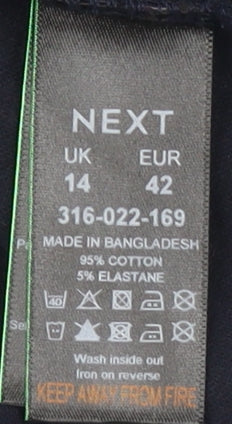 NEXT
UK EUR
14 42
316-022-169
MADE IN BANGLADESH
95% COTTON
5% ELASTANE
40
Wash inside out
Iron on reverse
KEEP AWAY FROM FIRE